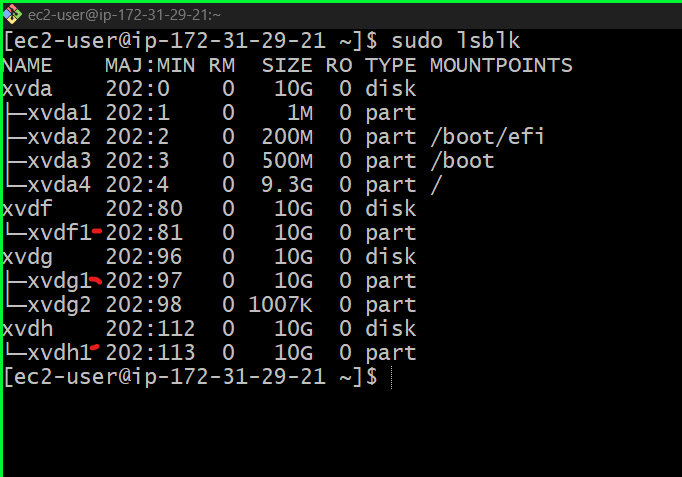 ec2-user@ip-172-31-29-21:~
[ec2-user@ip-172-31-29-21 ~]$ sudo lsblk
NAME    MAJ:MIN RM  SIZE RO TYPE MOUNTPOINTS
xvda    202:0    0   10G  0 disk
├─xvda1 202:1    0    1M  0 part
├─xvda2 202:2    0  200M  0 part /boot/efi
├─xvda3 202:3    0  500M  0 part /boot
└─xvda4 202:4    0  9.3G  0 part /
xvdf    202:80   0   10G  0 disk
└─xvdf1 202:81   0   10G  0 part
xvdg    202:96   0   10G  0 disk
├─xvdg1 202:97   0   10G  0 part
└─xvdg2 202:98   0 1007K  0 part
xvdh    202:112  0   10G  0 disk
└─xvdh1 202:113  0   10G  0 part
[ec2-user@ip-172-31-29-21 ~]$